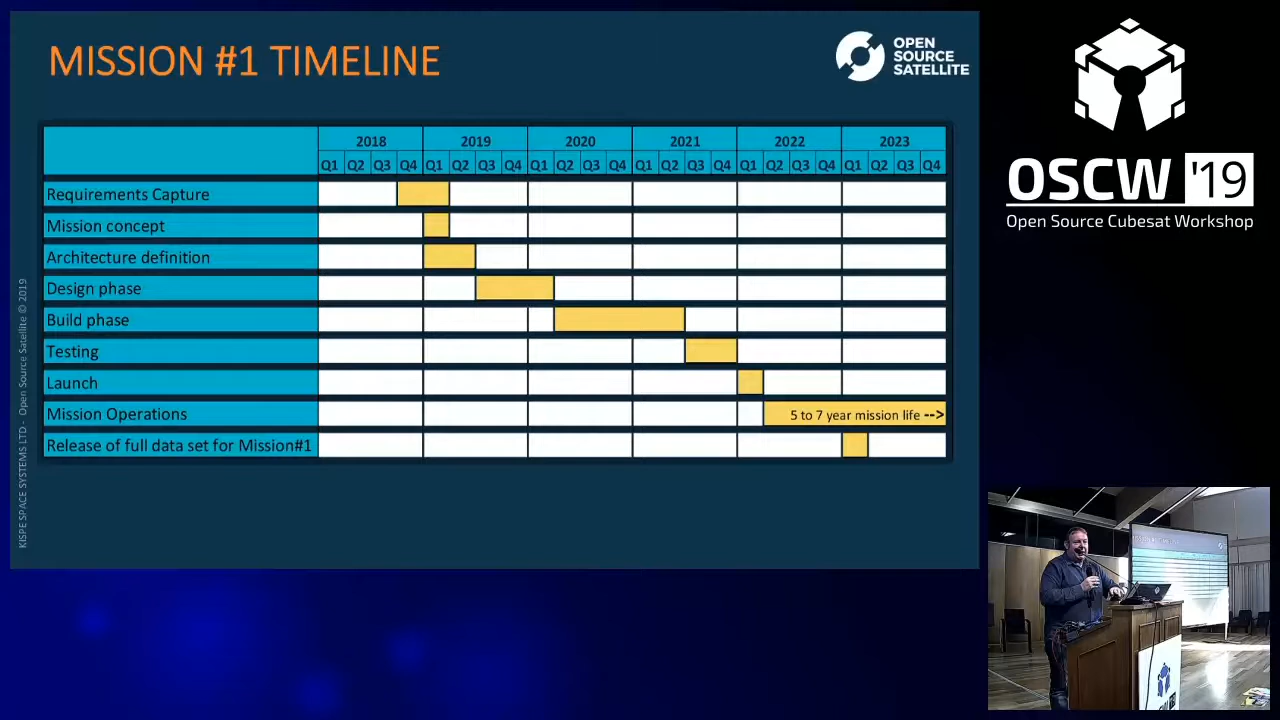 MISSION #1 TIMELINE
OPEN
SOURCE
SATELLITE
2018 2019 2020 2021 2022 2023
Q1 Q2 Q3 Q4 Q1 Q2 Q3 Q4 Q1 Q2 Q3 Q4 Q1 Q2 Q3 Q4 Q1 Q2 Q3 Q4 Q1 Q2 Q3 Q4
Requirements Capture
Mission concept
Architecture definition
Design phase
Build phase
Testing
Launch
Mission Operations
5 to 7 year mission life -->
Release of full data set for Mission#1
KISPE SPACE SYSTEMS LTD - Open Source Satellite © 2019
OSCW '19
Open Source Cubesat Workshop